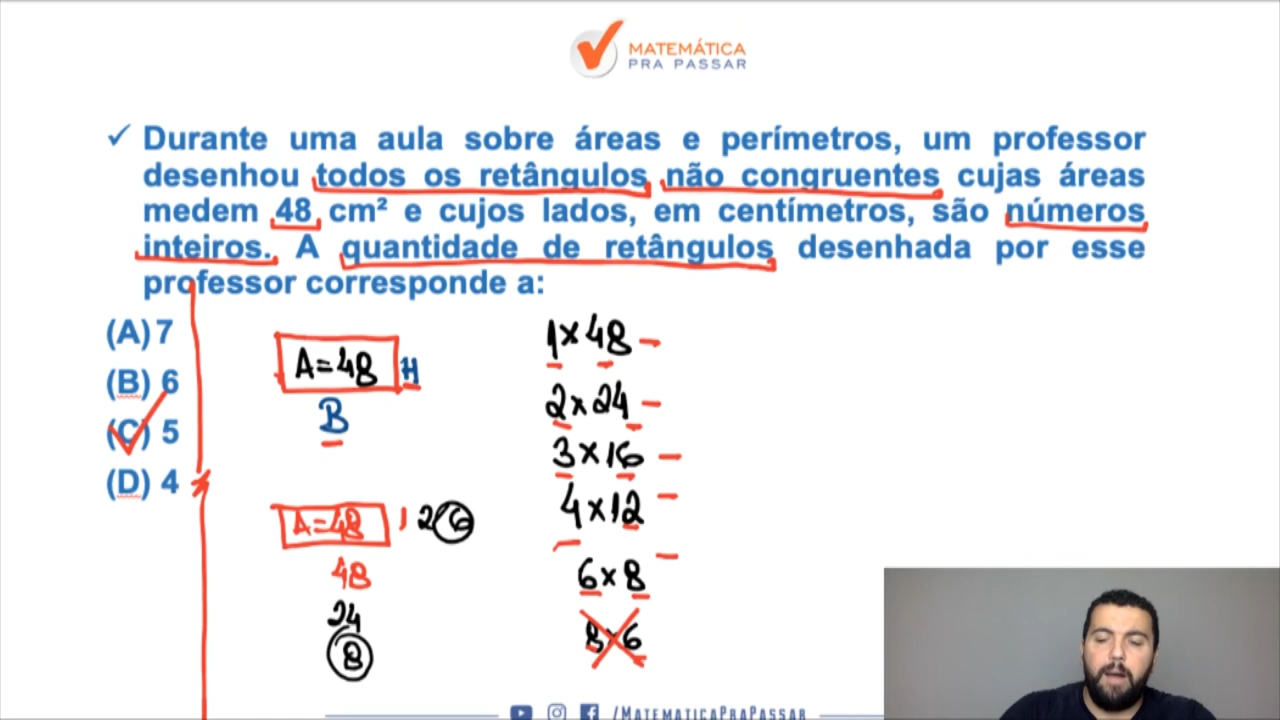 MATEMÁTICA
PRA PASSAR
✓ Durante uma aula sobre áreas e perímetros, um professor
desenhou todos os retângulos não congruentes cujas áreas
medem 48 cm² e cujos lados, em centímetros, são números
inteiros. A quantidade de retângulos desenhada por esse
professor corresponde a:
(A) 7
(B) 6
(C) 5
(D) 4
A=48 H
B
A=48 1 2 6
48
24
8
1×48
2×24
3×16
4×12
6×8
8×6
/MATEMATICAPRAPASSAR